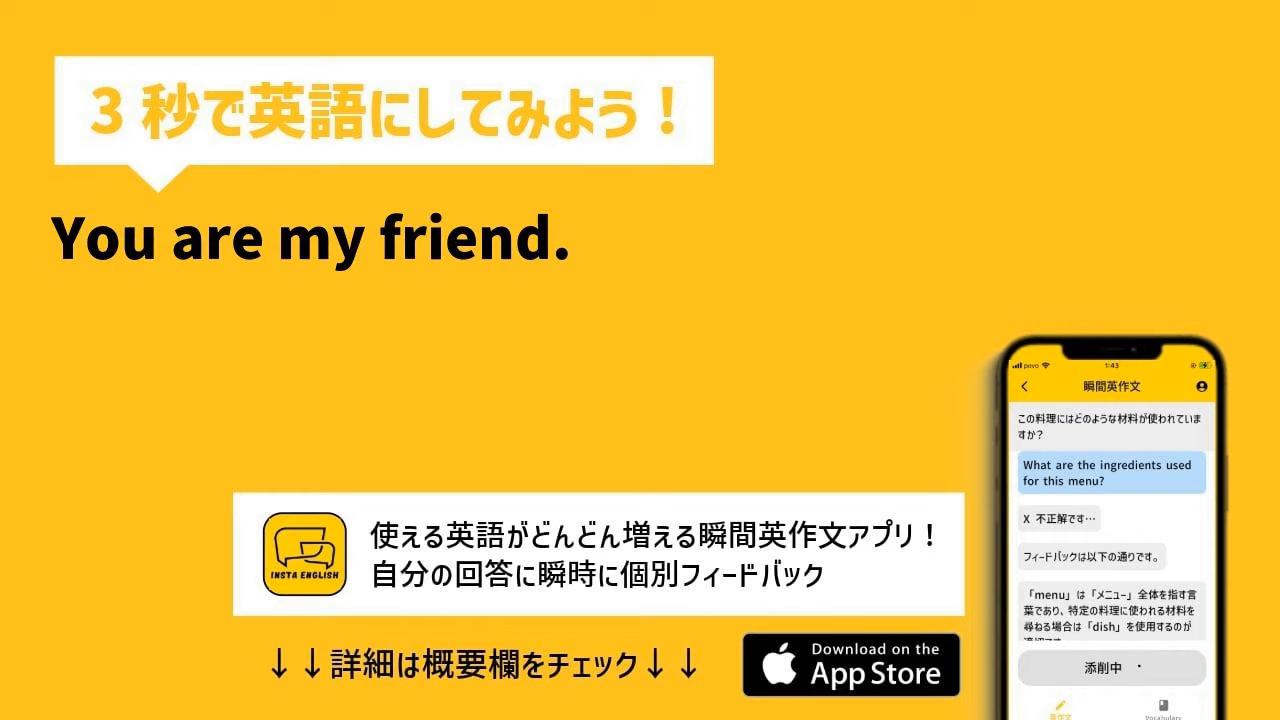 3秒で英語にしてみよう！
You are my friend.
povo
1:43
瞬間英作文
この料理にはどのような材料が使われていま
すか？
What are the ingredients used
for this menu?
X 不正解です…
フィードバックは以下の通りです。
「menu」は「メニュー」全体を指す言
葉であり、特定の料理に使われる材料を
尋ねる場合は「dish」を使用するのが
添削中
英作文
Vocabulary
INSTA ENGLISH
使える英語がどんどん増える瞬間英作文アプリ！
自分の回答に瞬時に個別フィードバック
↓↓詳細は概要欄をチェック↓↓
Download on the
App Store